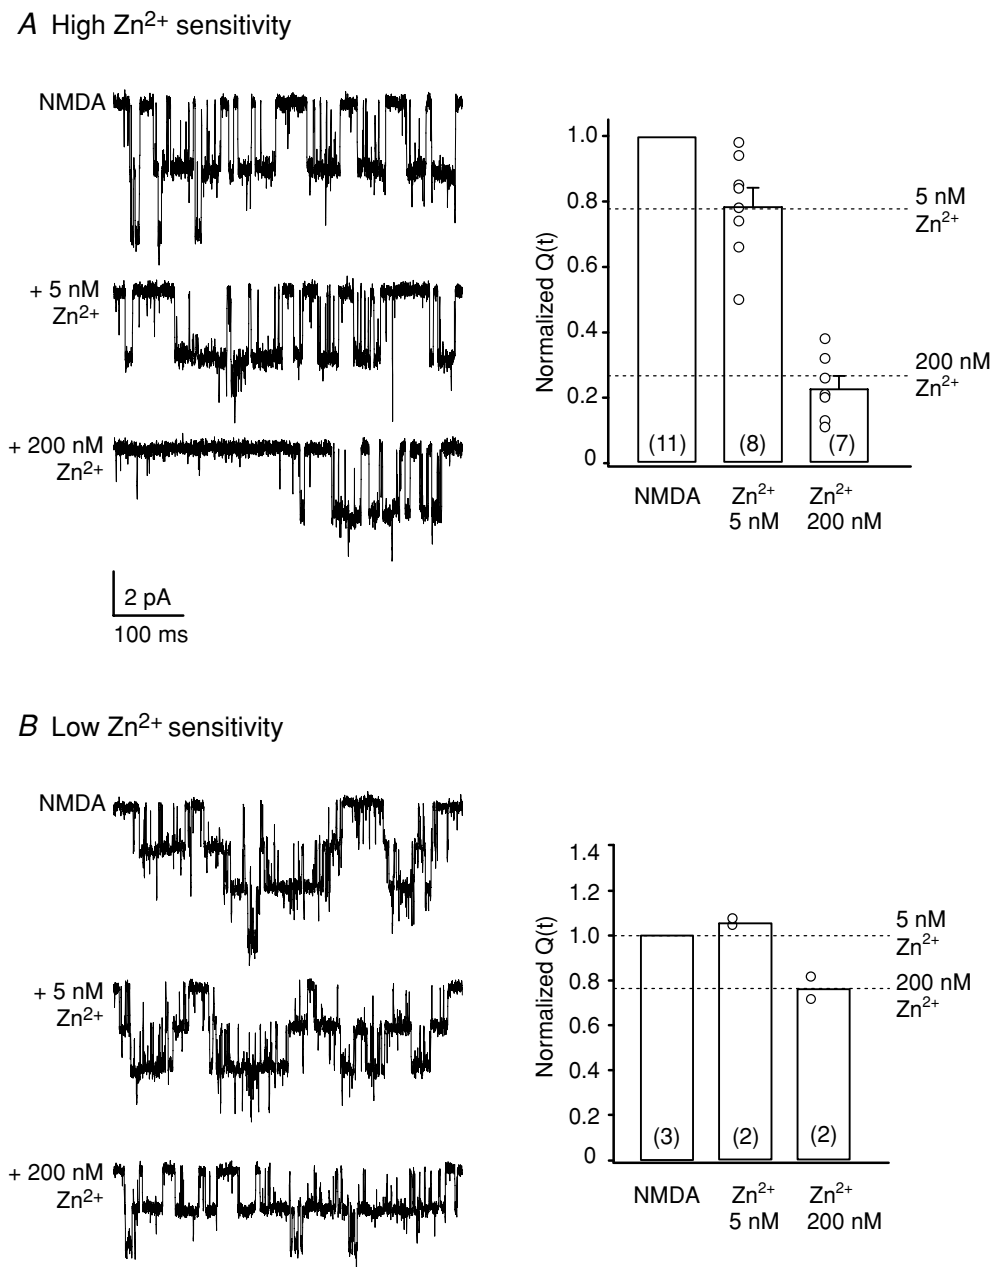 A High Zn2+ sensitivity
NMDA
+ 5 nM
Zn2+
+ 200 nM
Zn2+
2 pA
100 ms
Normalized Q(t)
1.0
0.8
0.6
0.4
0.2
0
5 nM
Zn2+
200 nM
Zn2+
(11)
(8)
(7)
NMDA
Zn2+
5 nM
Zn2+
200 nM
B Low Zn2+ sensitivity
NMDA
+ 5 nM
Zn2+
+ 200 nM
Zn2+
Normalized Q(t)
1.4
1.2
1.0
0.8
0.6
0.4
0.2
0
5 nM
Zn2+
200 nM
Zn2+
(3)
(2)
(2)
NMDA
Zn2+
5 nM
Zn2+
200 nM